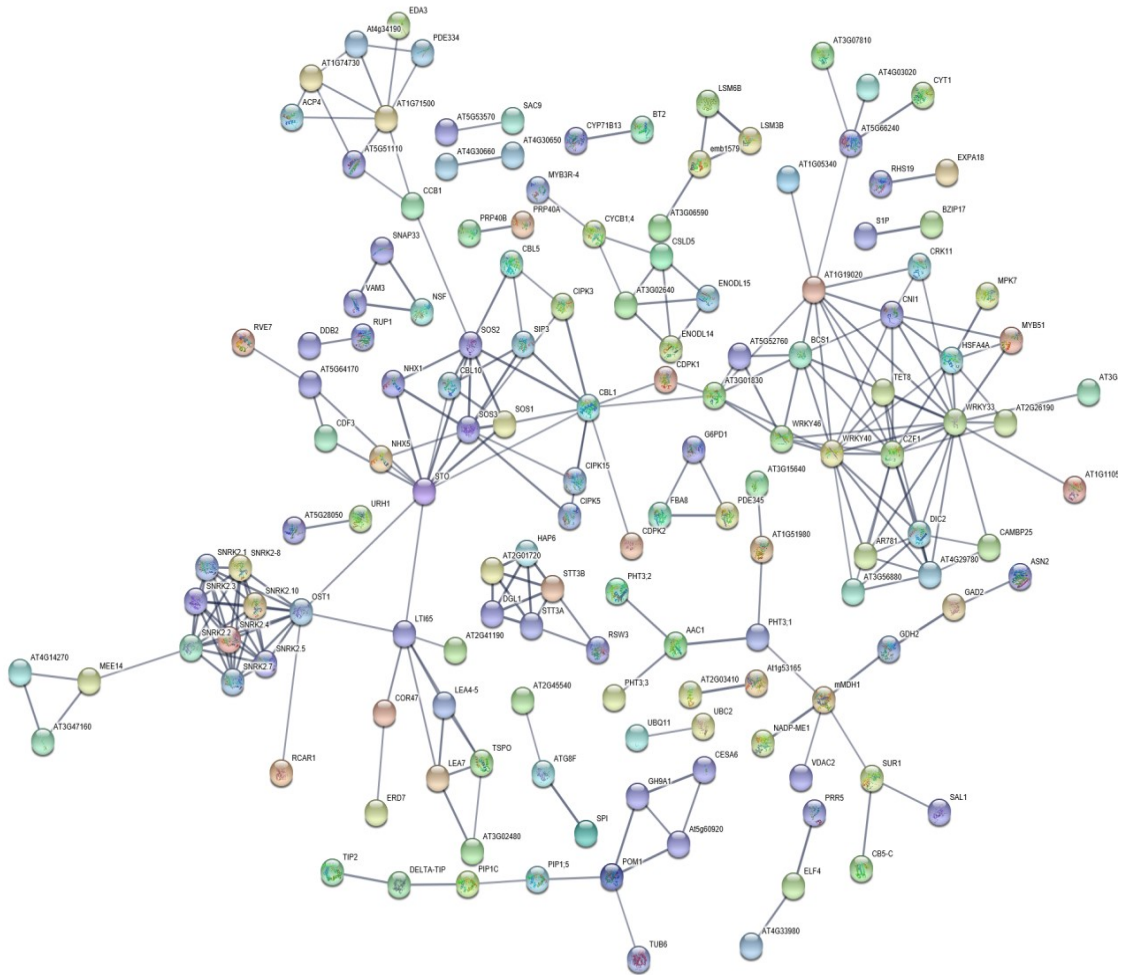 EDA3
At4g34190
PDE334
AT3G07810
AT1G74730
AT4G03020
CYT1
LSM6B
ACP4
AT1G71500
SAC9
AT5G53570
CYP71B13
BT2
LSM3B
AT5G66240
AT4G30650
emb1579
AT5G51110
AT4G30660
AT1G05340
EXPA18
RHS19
MYB3R-4
CCB1
PRP40A
AT3G06590
BZIP17
PRP40B
CYCB1;4
S1P
SNAP33
CBL5
CSLD5
CRK11
AT1G19020
VAM3
NSF
CIPK3
AT3G02640
ENODL15
CNI1
MPK7
RVE7
DDB2
RUP1
SOS2
SIP3
ENODL14
AT5G52760
BCS1
HSFA4A
MYB51
AT5G64170
NHX1
CBL10
CDPK1
TET8
CBL1
AT3G01830
AT3G
SOS3
SOS1
WRKY33
AT2G26190
CDF3
WRKY46
WRKY40
CZF1
NHX5
G6PD1
STO
CIPK15
AT3G15640
AT1G1105
URH1
FBA8
PDE345
AT5G28050
CIPK5
DIC2
CAMBP25
CDPK2
AT1G51980
AR781
AT4G29780
SNRK2.1
SNRK2-8
HAP6
AT2G01720
AT3G56880
ASN2
SNRK2.3
SNRK2.10
OST1
STT3B
PHT3;2
GAD2
DGL1
STT3A
SNRK2.2
SNRK2.4
LTI65
AAC1
PHT3;1
SNRK2.5
AT2G41190
RSW3
GDH2
AT4G14270
MEE14
SNRK2.7
At1g53165
PHT3;3
AT2G03410
mMDH1
COR47
LEA4-5
AT2G45540
AT3G47160
UBQ11
UBC2
NADP-ME1
RCAR1
TSPO
ATG8F
CESA6
LEA7
VDAC2
SUR1
GH9A1
ERD7
PRR5
SAL1
SPI
At5g60920
AT3G02480
TIP2
DELTA-TIP
PIP1C
PIP1;5
POM1
CB5-C
ELF4
AT4G33980
TUB6